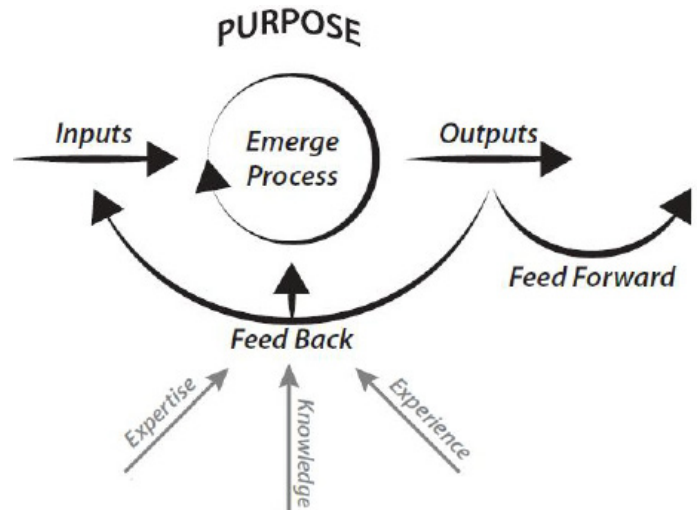 PURPOSE
Inputs
Emerge
Process
Outputs
Feed Forward
Feed Back
Expertise
Knowledge
Experience